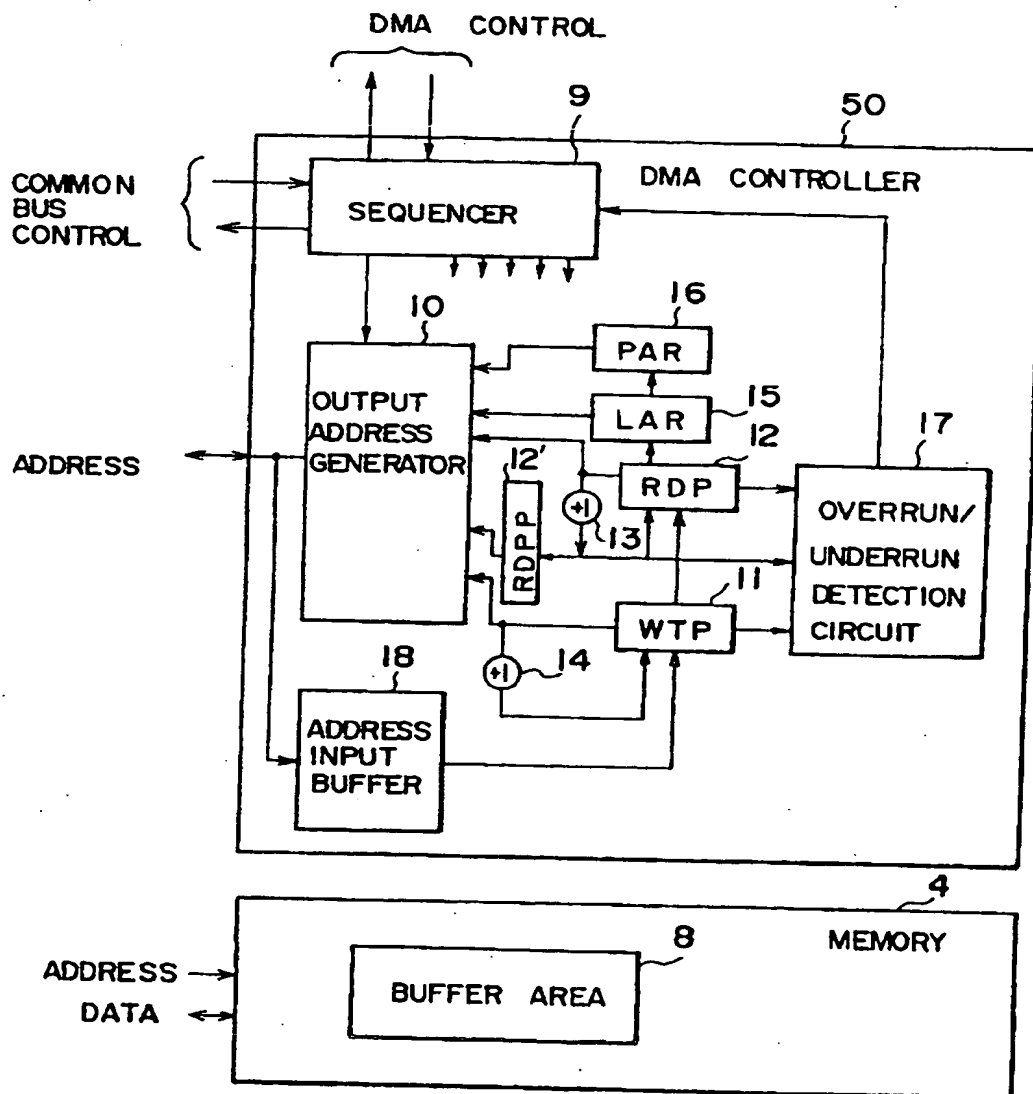 DMA CONTROL
9
50
COMMON
BUS
CONTROL
SEQUENCER
DMA CONTROLLER
10
16
PAR
15
LAR
OUTPUT
ADDRESS
GENERATOR
ADDRESS
12'
12
RDP
17
+1
13
RDPP
OVERRUN/
UNDERRUN
DETECTION
CIRCUIT
11
WTP
+1
14
18
ADDRESS
INPUT
BUFFER
4
MEMORY
8
BUFFER AREA
ADDRESS
DATA